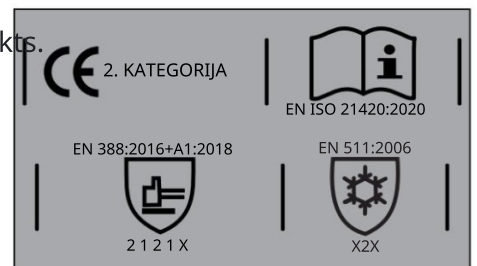 kts.
CE 2. KATEGORIJA
i
EN ISO 21420:2020
EN 388:2016+A1:2018
EN 511:2006
2 1 2 1 X
X2X